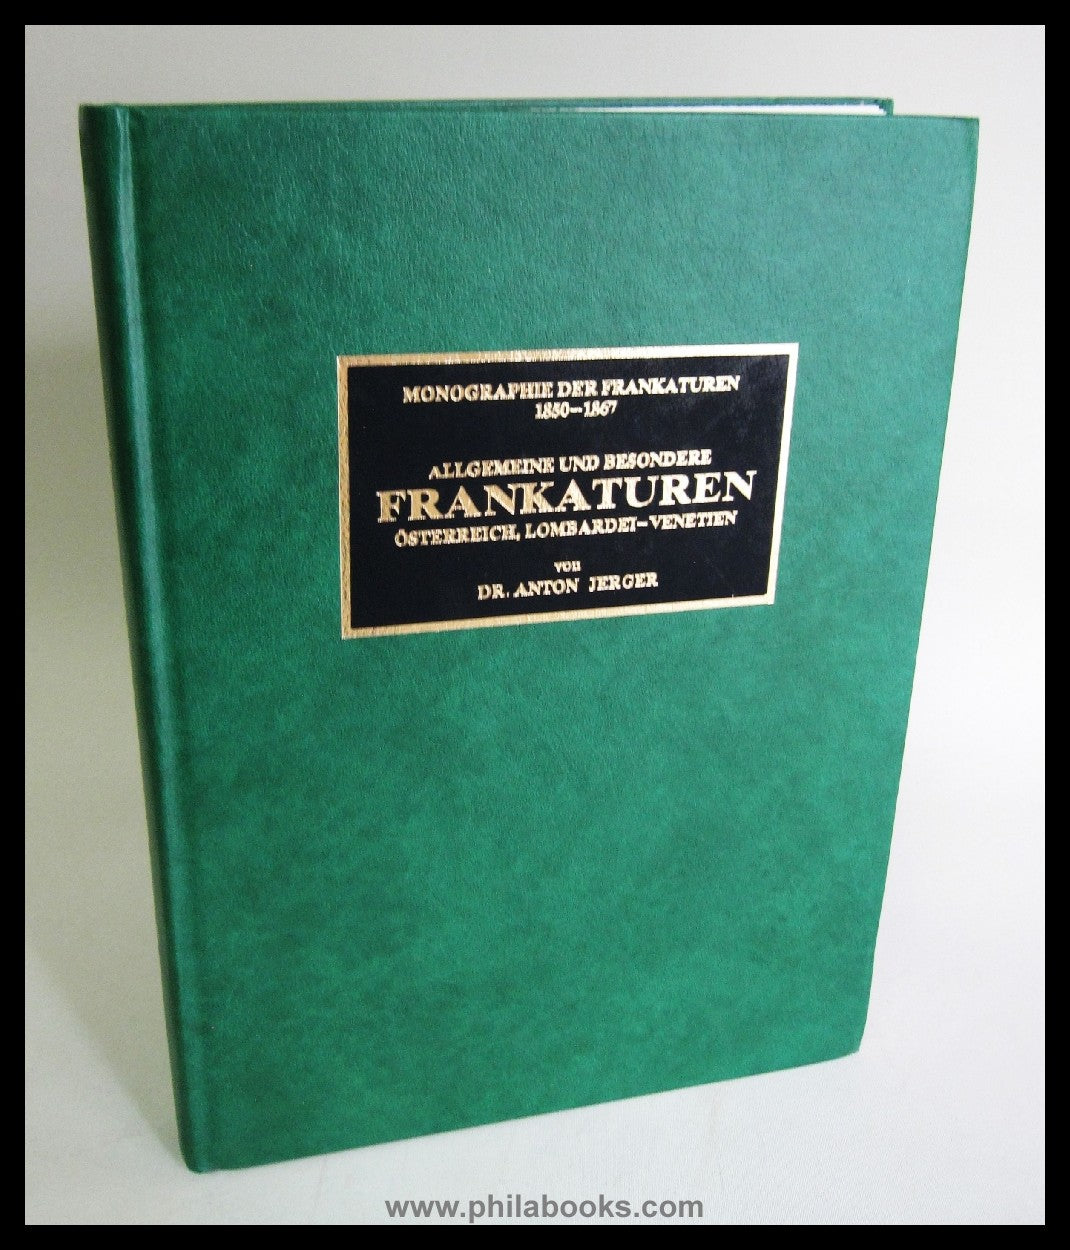 MONOGRAPHIE DER FRANKATUREN
1850-1867
ALLGEMEINE UND BESONDERE
FRANKATUREN
ÖSTERREICH, LOMBARDEI-VENETIEN
von
DR. ANTON JERGER
www.philabooks.com